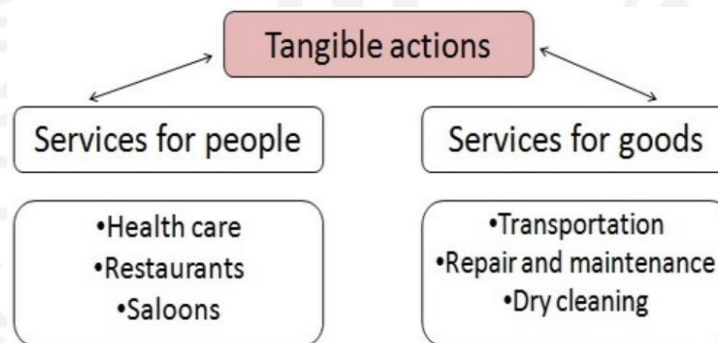 Tangible actions
Services for people
Services for goods
•Health care
•Restaurants
•Saloons
•Transportation
•Repair and maintenance
•Dry cleaning